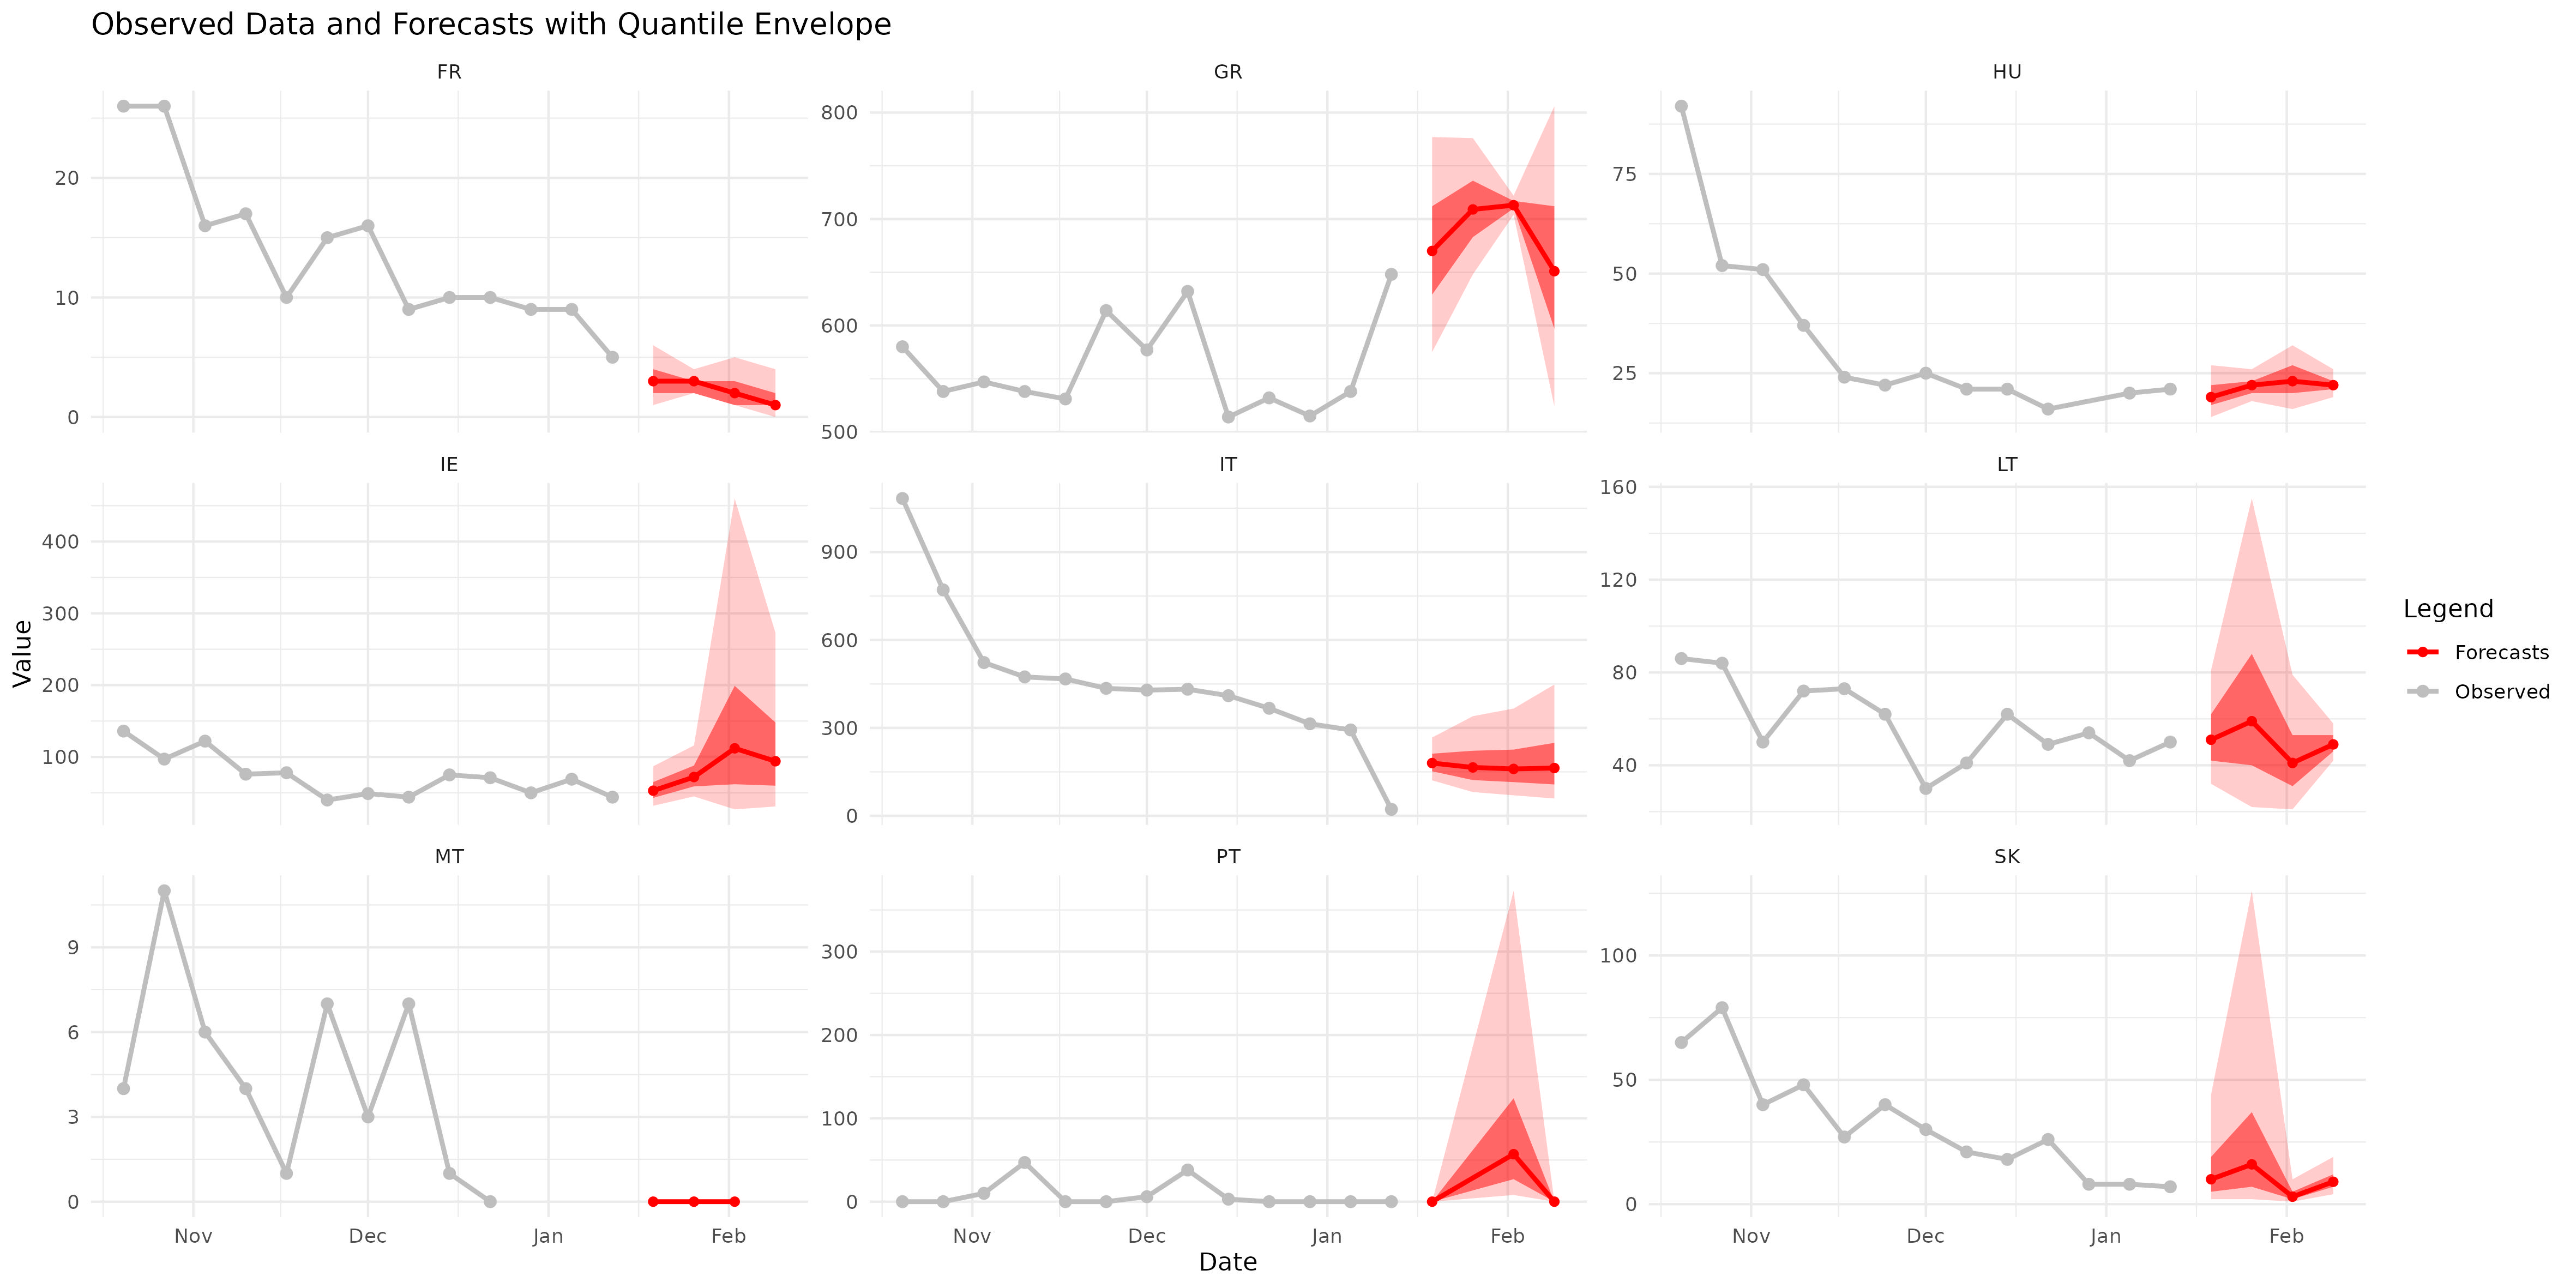 Observed Data and Forecasts with Quantile Envelope
FR
GR
HU
20
10
0
800
700
600
500
75
50
25
IE
IT
LT
400
300
200
100
900
600
300
0
160
120
80
40
MT
PT
SK
9
6
3
0
300
200
100
0
100
50
0
Nov Dec Jan Feb
Nov Dec Jan Feb
Nov Dec Jan Feb
Value
Date
Legend
Forecasts
Observed